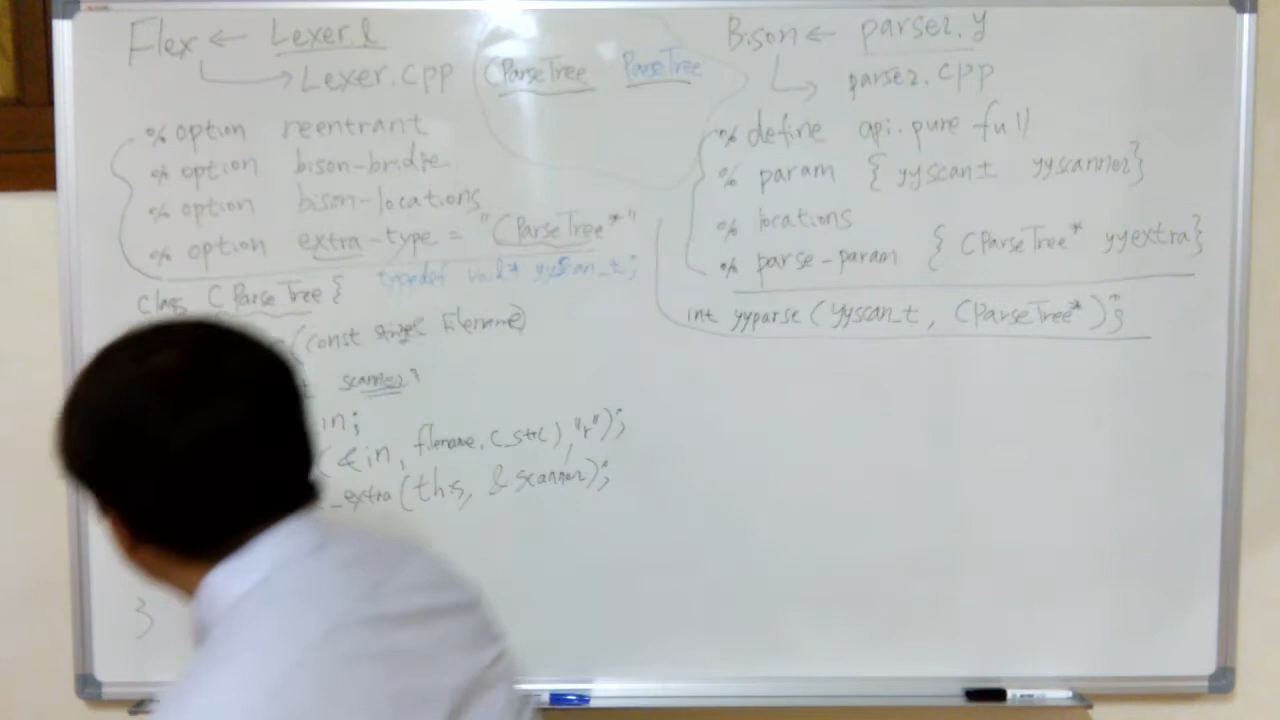 Flex ← Lexer.l
Lexer.cpp
CParseTree ParseTree
% option reentrant
% option bison-bridge
% option bison-locations
% option extra-type = "CParseTree*"
typedef void* yyscan_t;
class CParseTree {
(const string& Filename)
scanner;
in;
(&in, filename.c_str(), "r");
_extra(this, &scanner);
}
Bison ← parser.y
parser.cpp
% define api.pure full
% param { yyscan_t yyscanner}
% locations
% parse-param { CParseTree* yyextra}
int yyparse (yyscan_t, CParseTree*);